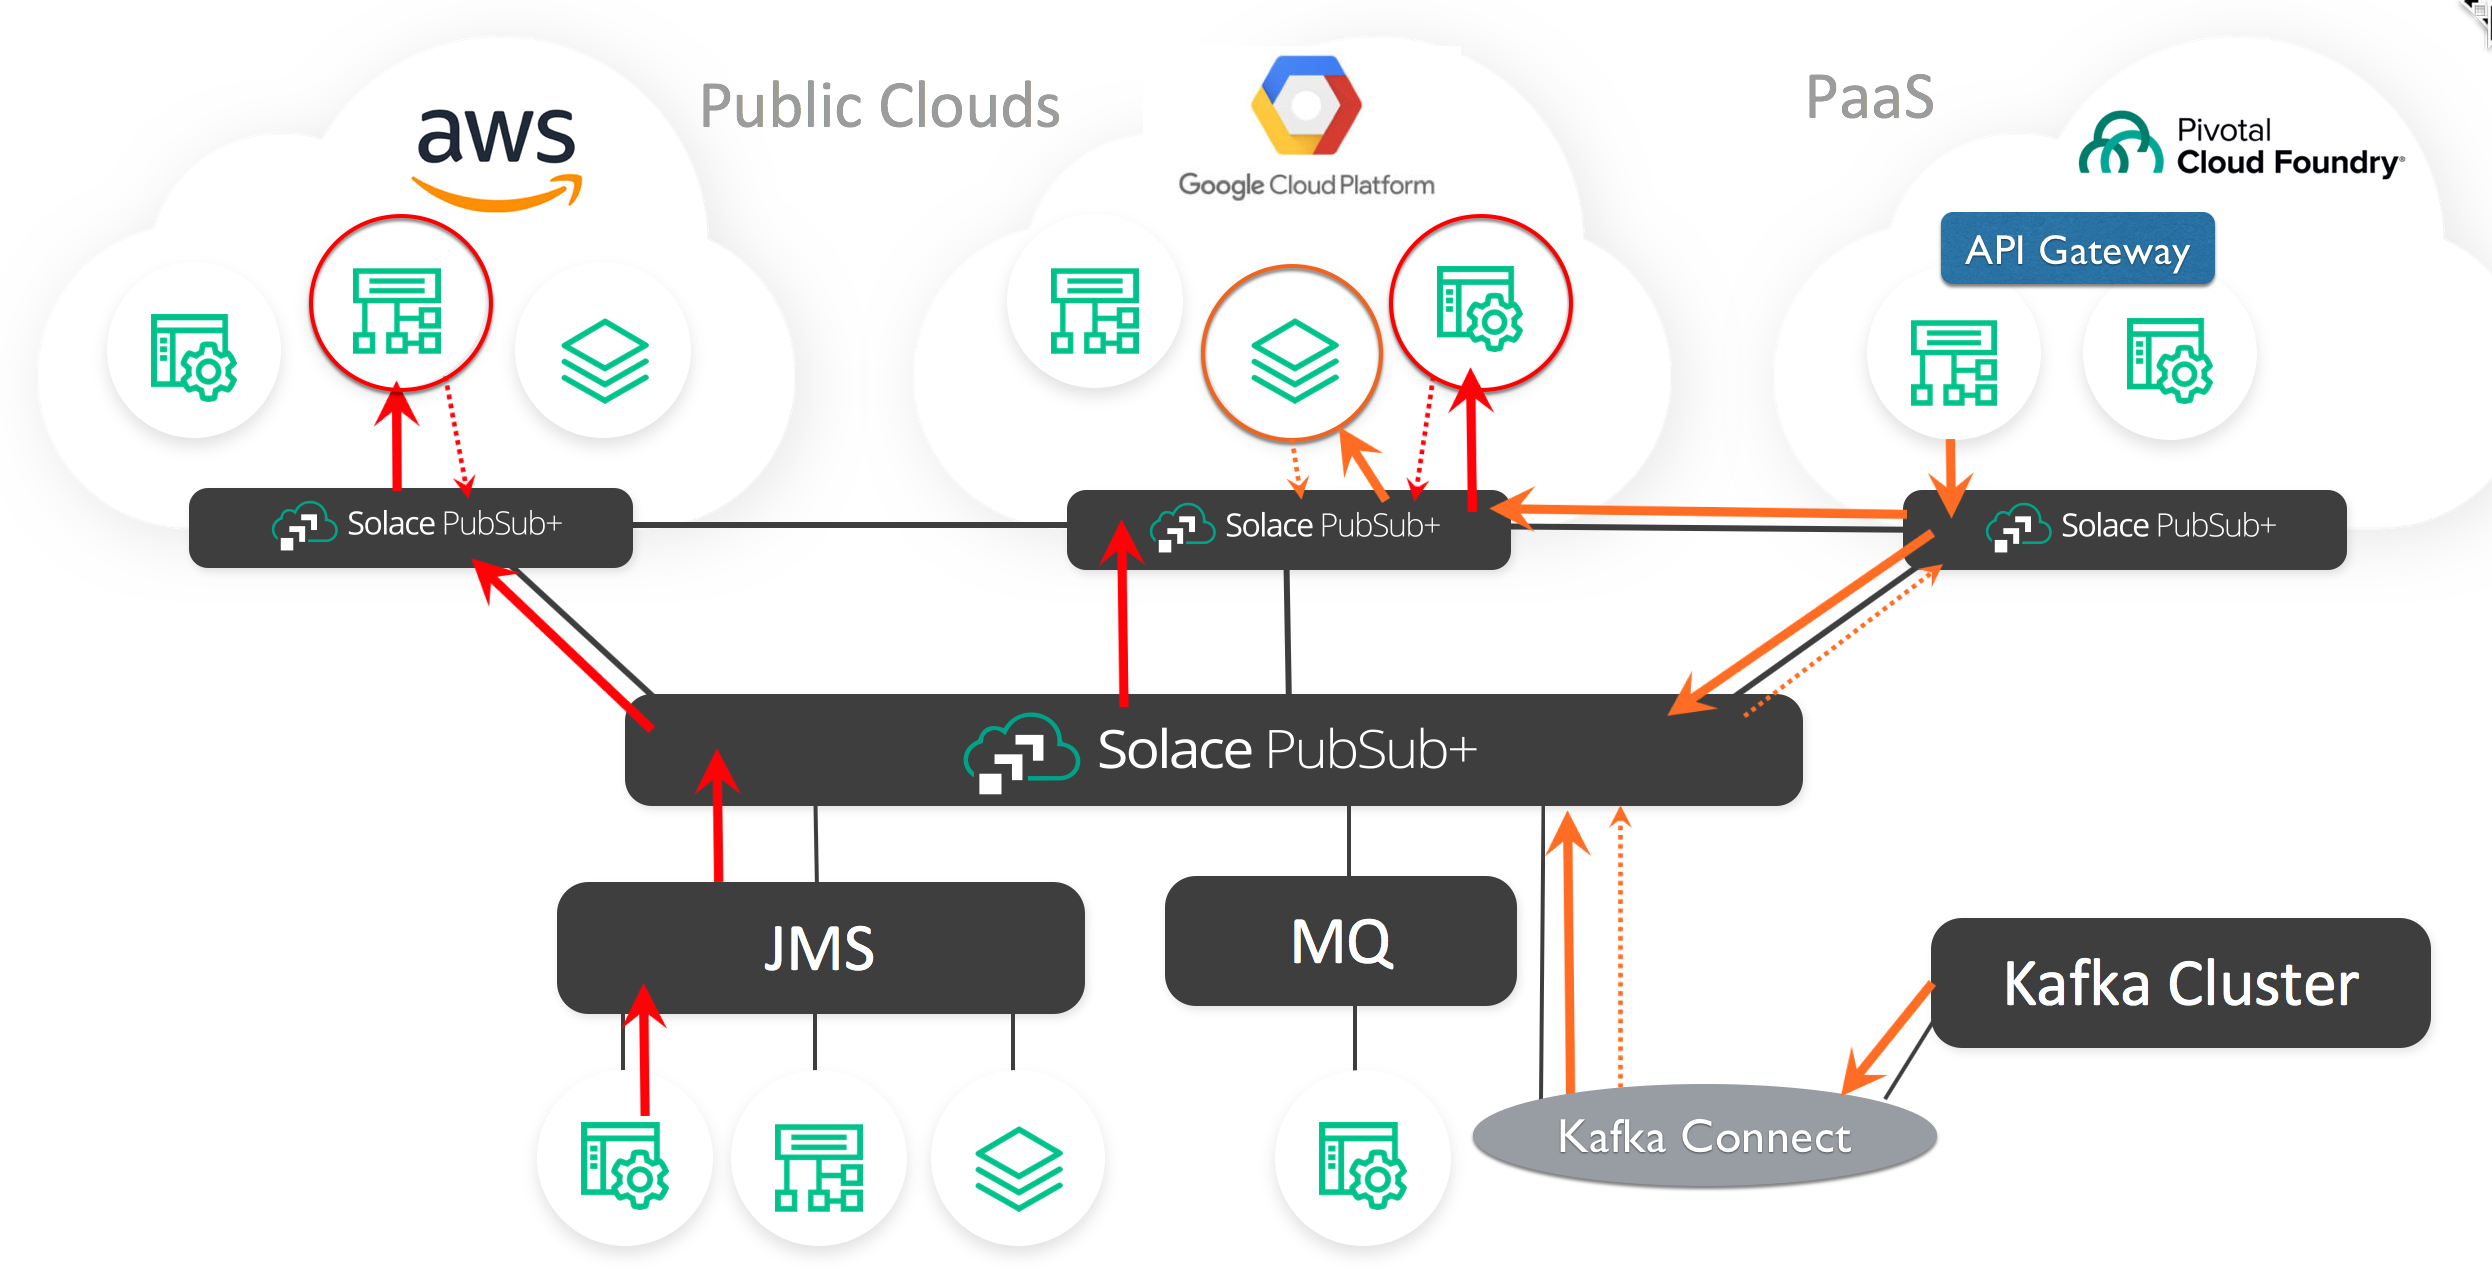 Public Clouds
PaaS
aws
Google Cloud Platform
Pivotal
Cloud Foundry®
API Gateway
Solace PubSub+
Solace PubSub+
Solace PubSub+
Solace PubSub+
JMS
MQ
Kafka Cluster
Kafka Connect